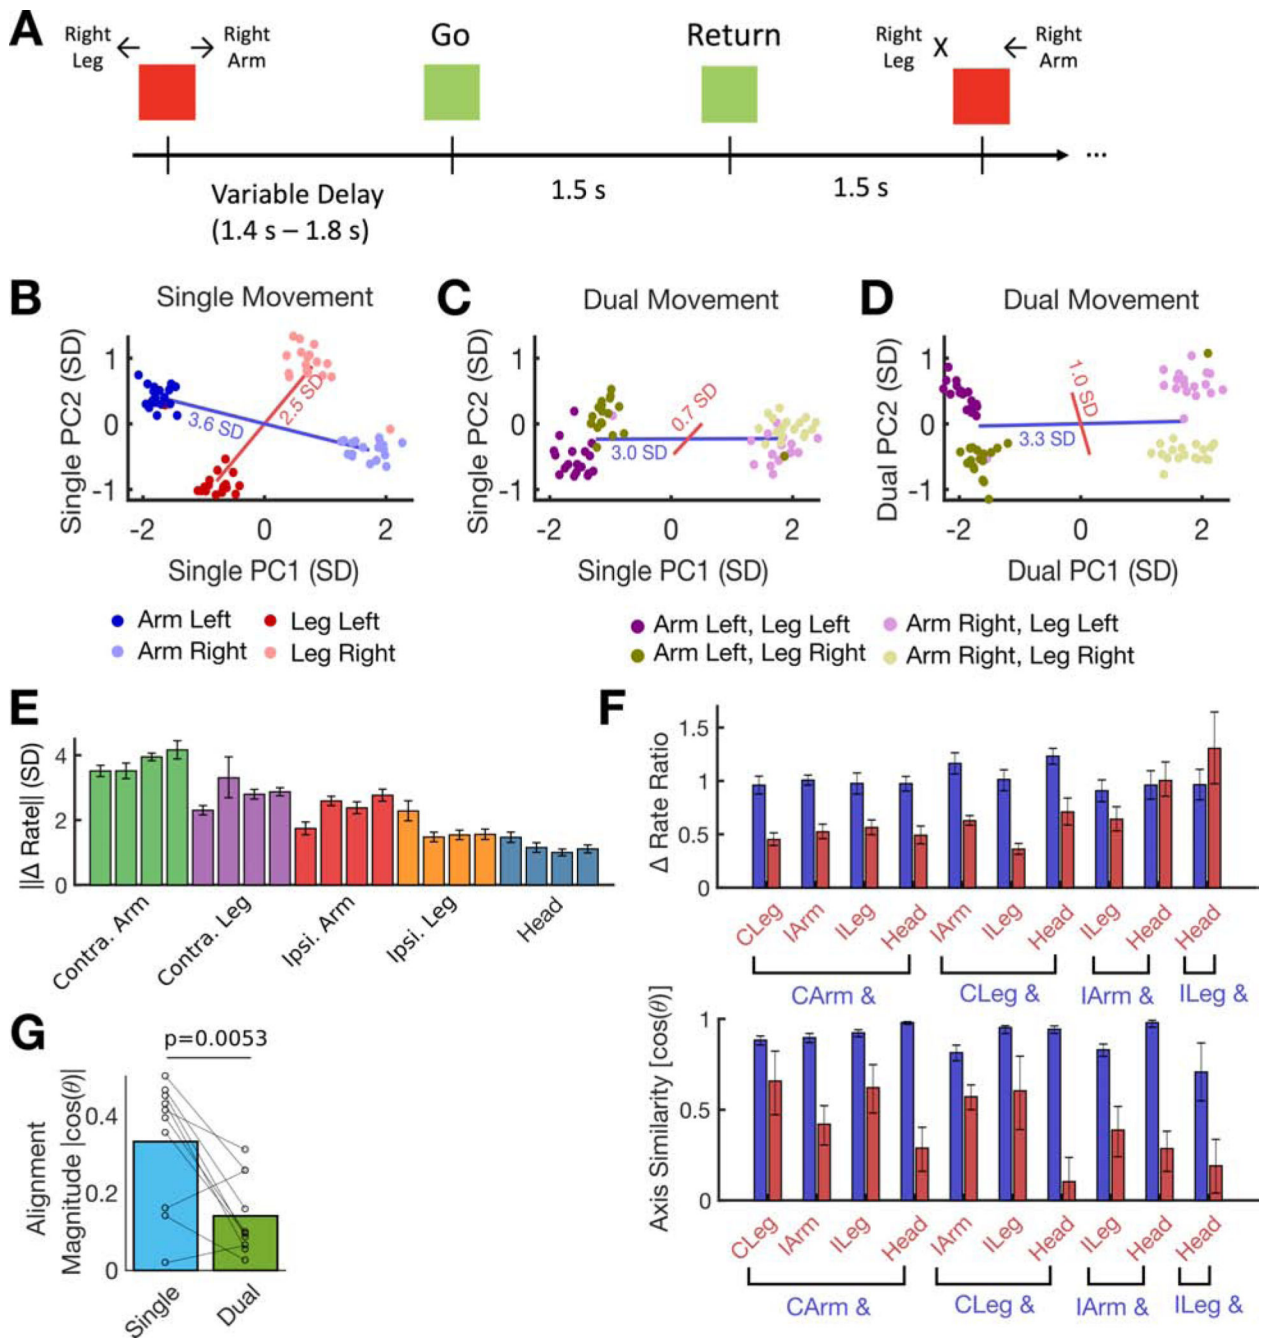 A
Right Leg
Right Arm
Go
Return
Right Leg
X
Right Arm
...
Variable Delay
(1.4 s – 1.8 s)
1.5 s
1.5 s
B
Single Movement
Single PC2 (SD)
1
0
-1
3.6 SD
2.5 SD
-2
0
2
Single PC1 (SD)
Arm Left
Leg Left
Arm Right
Leg Right
C
Dual Movement
Single PC2 (SD)
1
0
-1
3.0 SD
0.7 SD
-2
0
2
Single PC1 (SD)
D
Dual Movement
Dual PC2 (SD)
1
0
-1
3.3 SD
1.0 SD
-2
0
2
Dual PC1 (SD)
Arm Left, Leg Left
Arm Right, Leg Left
Arm Left, Leg Right
Arm Right, Leg Right
E
||Δ Rate|| (SD)
4
2
0
Contra. Arm
Contra. Leg
Ipsi. Arm
Ipsi. Leg
Head
F
Δ Rate Ratio
1.5
1
0.5
0
CLeg
IArm
ILeg
Head
IArm
ILeg
Head
ILeg
Head
Head
CArm &
CLeg &
IArm &
ILeg &
Axis Similarity [cos(θ)]
1
0.5
0
CLeg
IArm
ILeg
Head
IArm
ILeg
Head
ILeg
Head
Head
CArm &
CLeg &
IArm &
ILeg &
G
p=0.0053
Alignment
Magnitude |cos(θ)|
0.4
0.2
0
Single
Dual